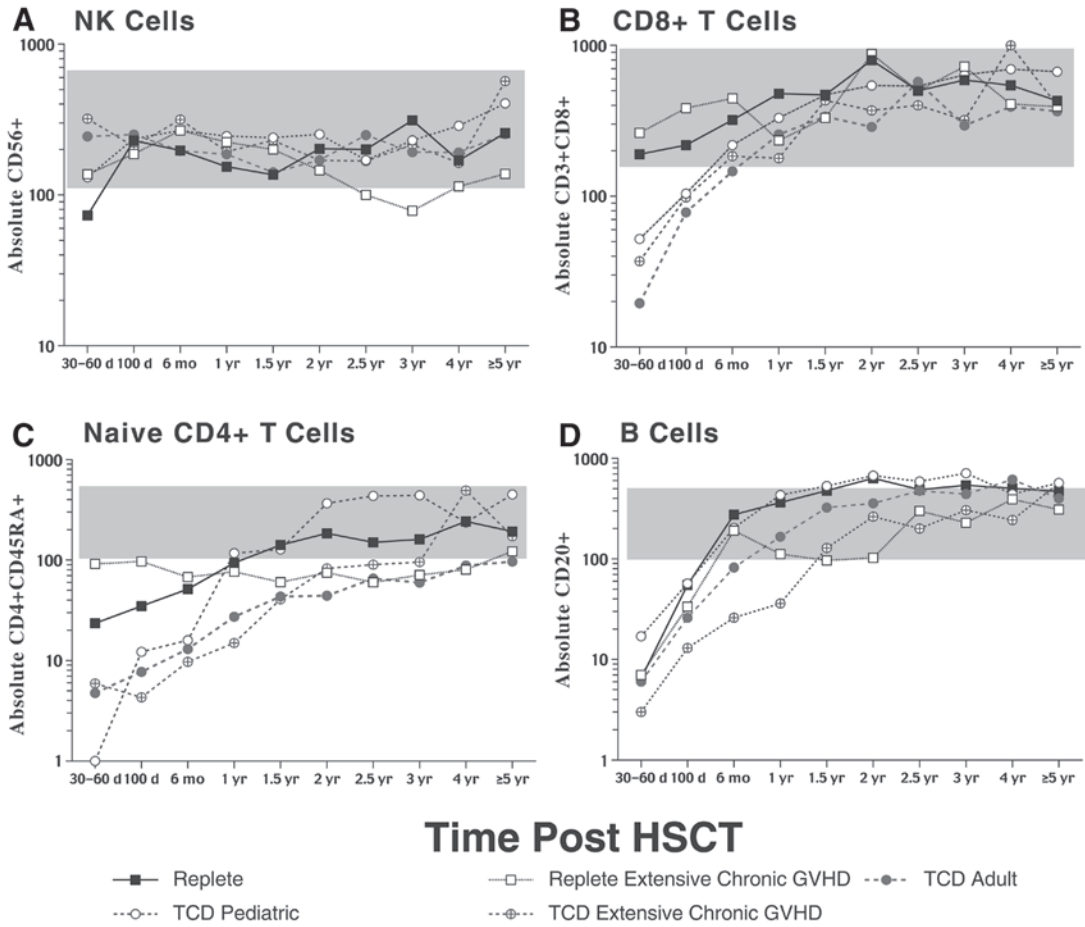 A NK Cells
Absolute CD56+
1000
100
10
30–60 d 100 d 6 mo 1 yr 1.5 yr 2 yr 2.5 yr 3 yr 4 yr ≥5 yr
B CD8+ T Cells
Absolute CD3+CD8+
1000
100
10
30–60 d 100 d 6 mo 1 yr 1.5 yr 2 yr 2.5 yr 3 yr 4 yr ≥5 yr
C Naive CD4+ T Cells
Absolute CD4+CD45RA+
1000
100
10
1
30–60 d 100 d 6 mo 1 yr 1.5 yr 2 yr 2.5 yr 3 yr 4 yr ≥5 yr
D B Cells
Absolute CD20+
1000
100
10
1
30–60 d 100 d 6 mo 1 yr 1.5 yr 2 yr 2.5 yr 3 yr 4 yr ≥5 yr
Time Post HSCT
Replete
Replete Extensive Chronic GVHD
TCD Adult
TCD Pediatric
TCD Extensive Chronic GVHD